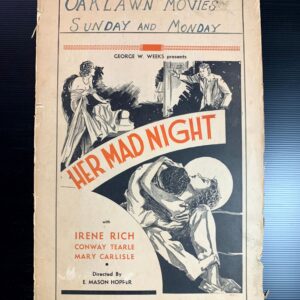 OAKLAWN MOVIES
SUNDAY AND MONDAY
GEORGE W. WEEKS presents
HER MAD NIGHT
with
IRENE RICH
CONWAY TEARLE
MARY CARLISLE
Directed By
E. MASON HOPPER